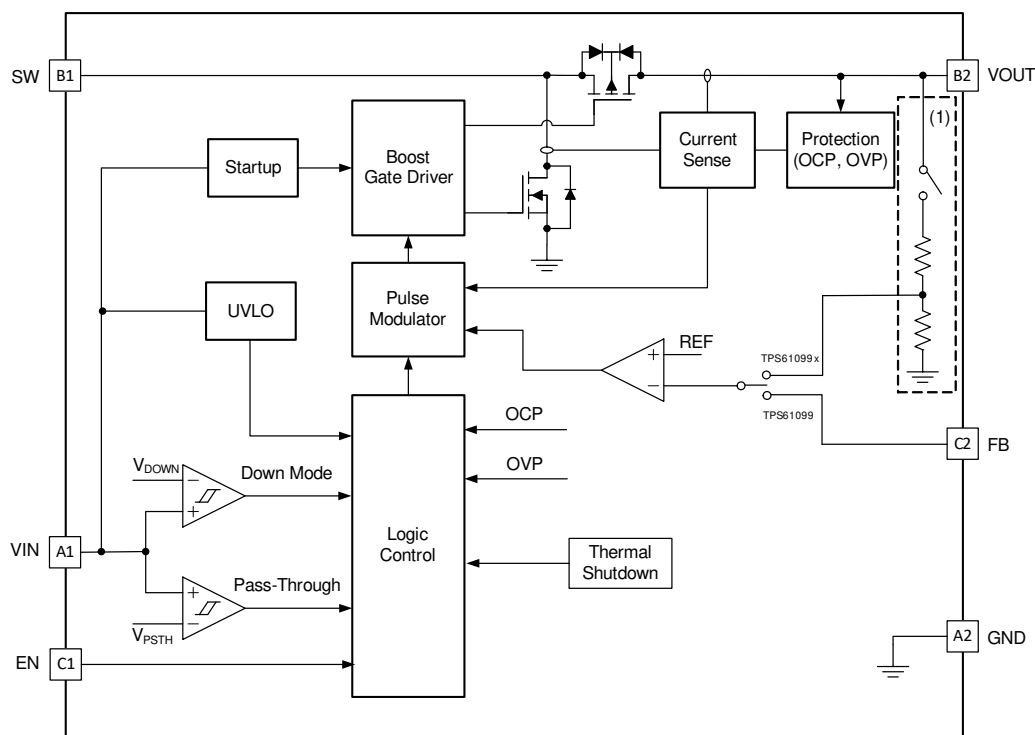 SW
B1
B2
VOUT
(1)
Startup
Boost
Gate Driver
Current
Sense
Protection
(OCP, OVP)
UVLO
Pulse
Modulator
REF
+
−
TPS61099x
TPS61099
C2
FB
OCP
OVP
VDOWN
−
+
Down Mode
VIN
A1
Logic
Control
Thermal
Shutdown
+
−
VPSTH
Pass-Through
EN
C1
A2
GND